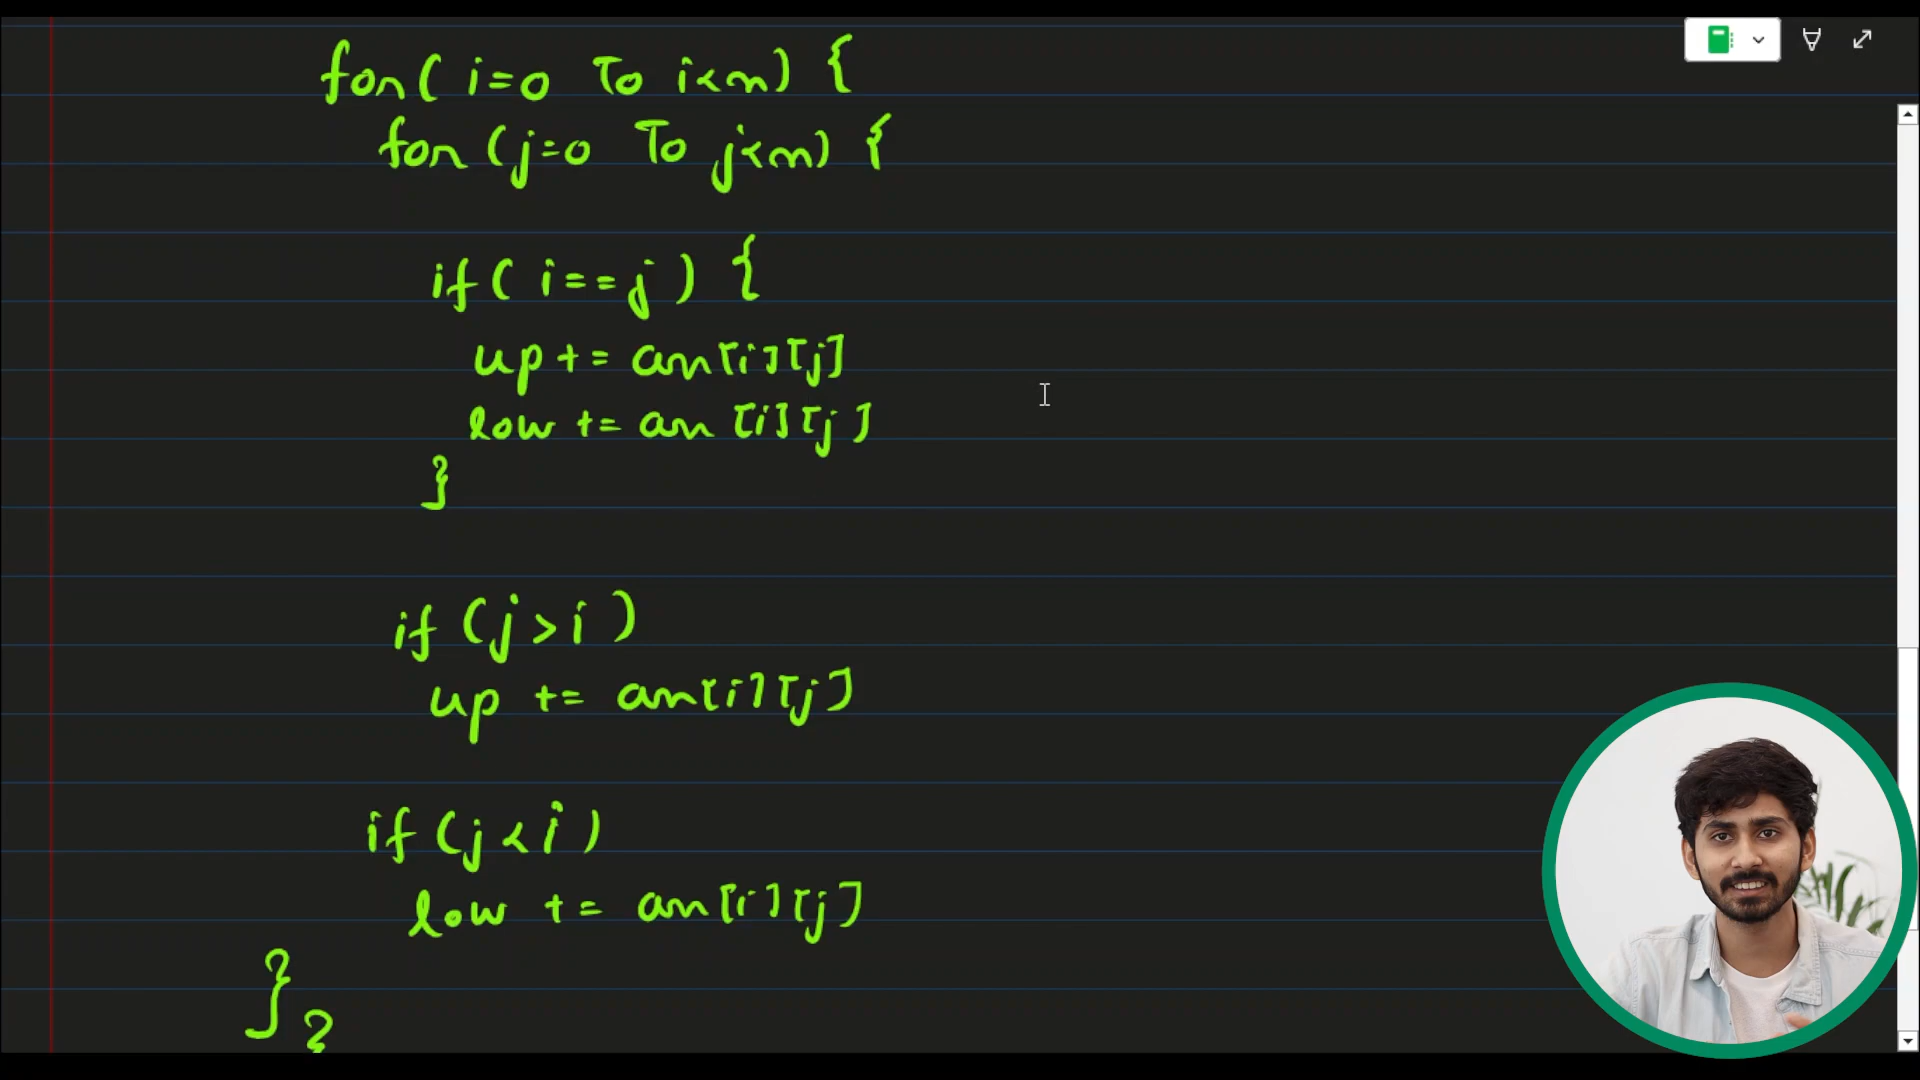 for( i=0 To i<n) {
for (j=0 To j<n) {
if( i==j ) {
up += arr[i][j]
low += arr [i][j]
}
if (j>i )
up += arr[i][j]
if (j<i )
low += arr[i][j]
}
}